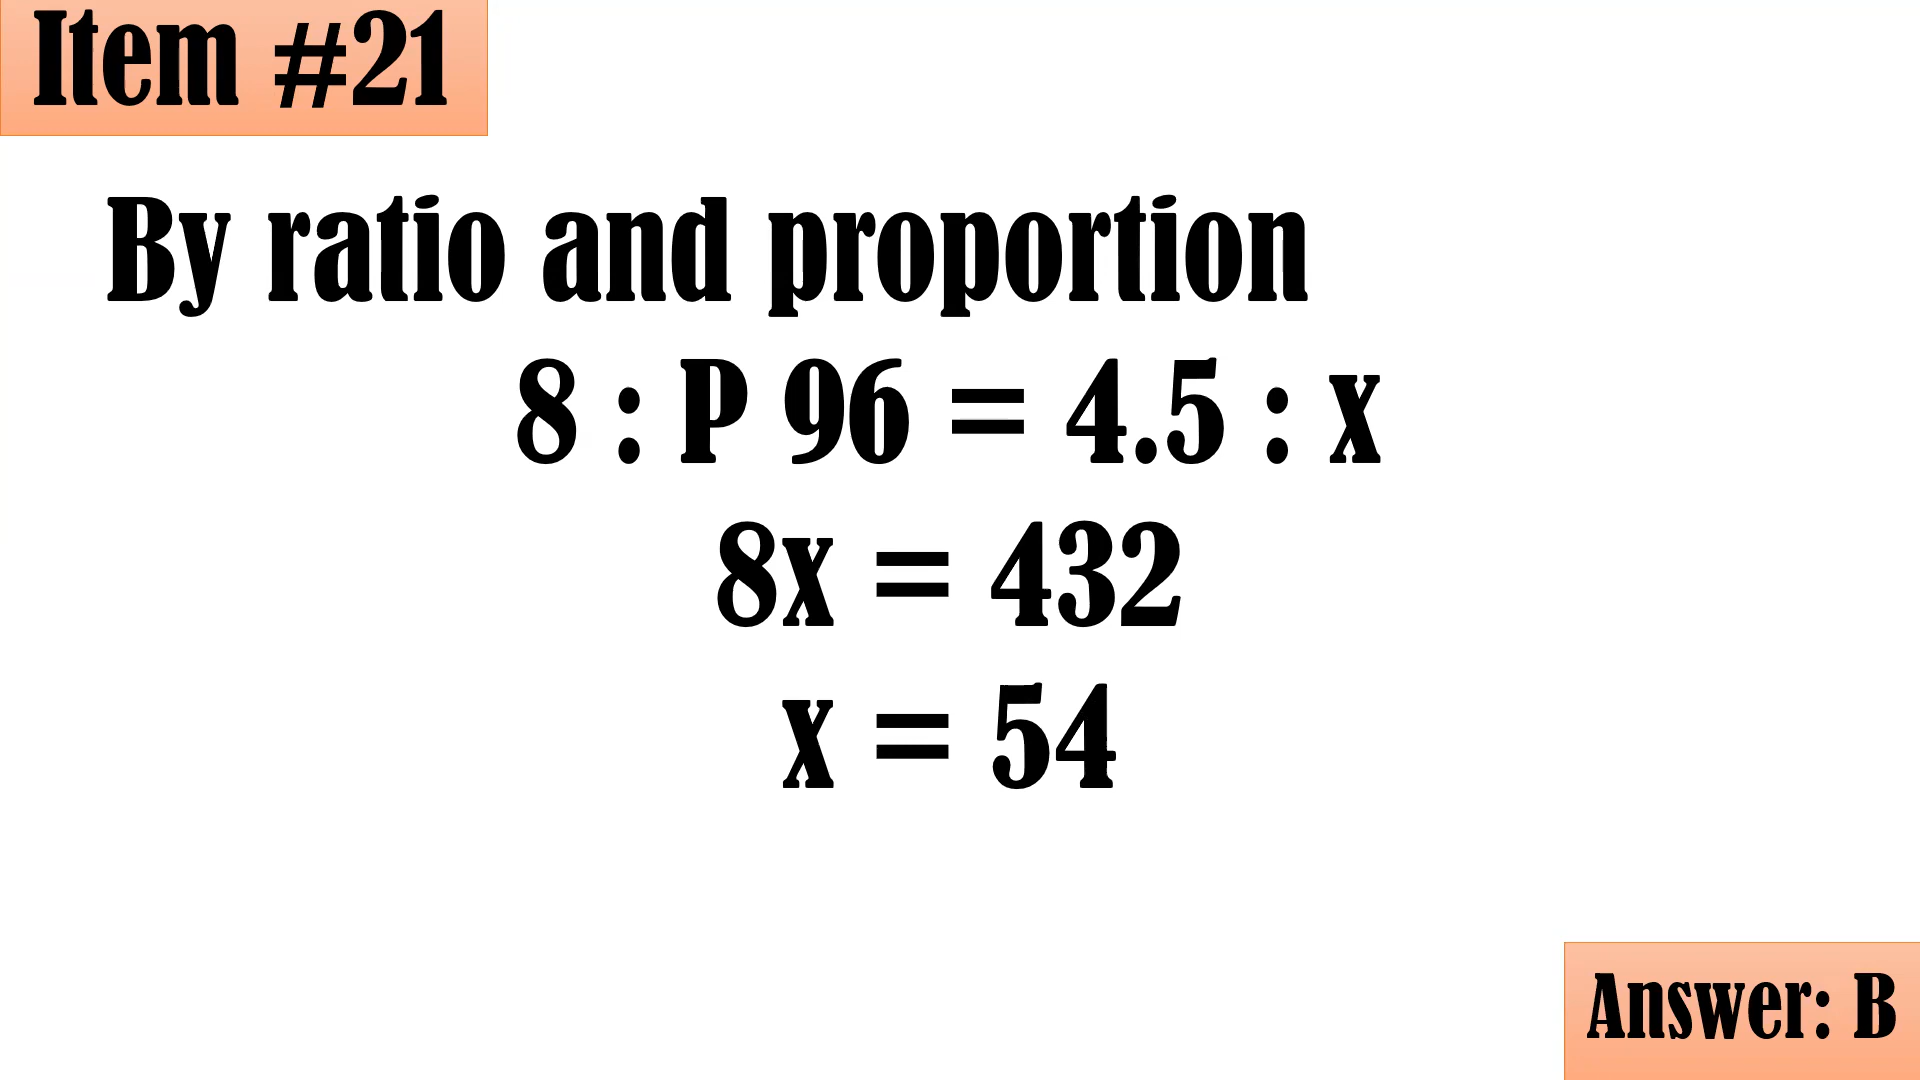 Item #21
By ratio and proportion
8 : P 96 = 4.5 : x
8x = 432
x = 54
Answer: B